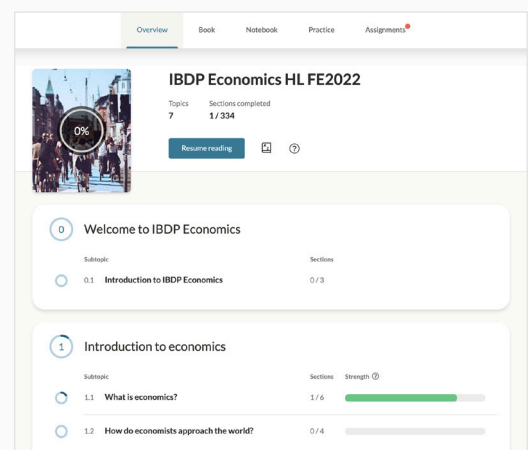 Overview Book Notebook Practice Assignments
IBDP Economics HL FE2022
Topics Sections completed
7 1 / 334
0%
Resume reading
0 Welcome to IBDP Economics
Subtopic Sections
0.1 Introduction to IBDP Economics 0 / 3
1 Introduction to economics
Subtopic Sections Strength ?
1.1 What is economics? 1 / 6
1.2 How do economists approach the world? 0 / 4